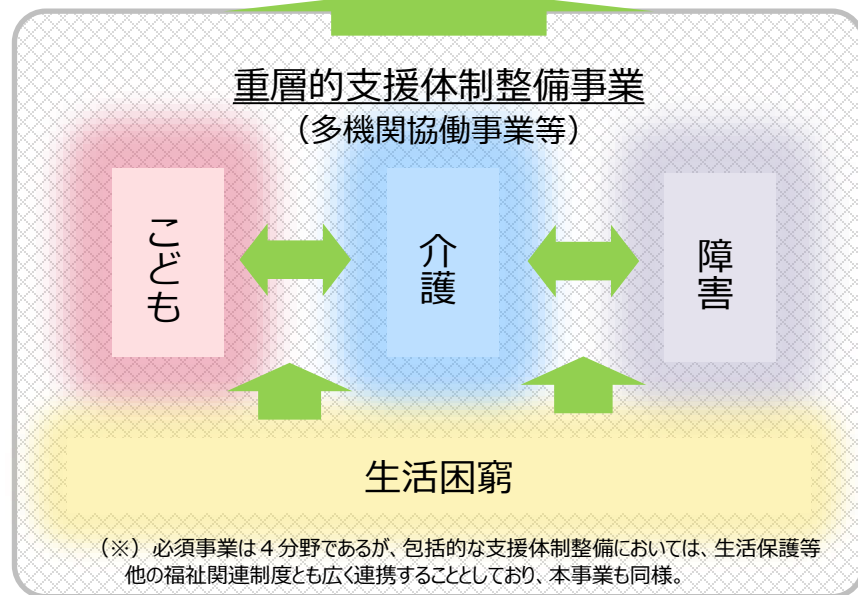 重層的支援体制整備事業
（多機関協働事業等）
こども
介護
障害
生活困窮
（※）必須事業は４分野であるが、包括的な支援体制整備においては、生活保護等
他の福祉関連制度とも広く連携することとしており、本事業も同様。